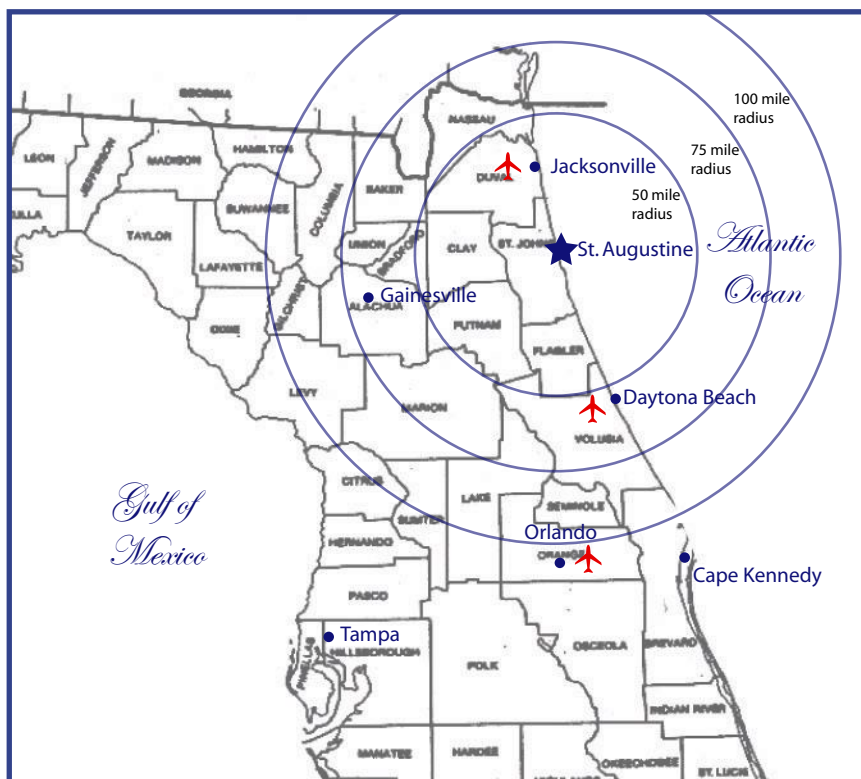 GEORGIA
NASSAU
100 mile
radius
HAMILTON
JEFFERSON
LEON
MADISON
75 mile
radius
Jacksonville
DUVAL
BAKER
COLUMBIA
SUWANNEE
50 mile
radius
ULLA
TAYLOR
UNION
BRADFORD
CLAY
ST. JOHNS
St. Augustine
Atlantic
Ocean
LAFAYETTE
GILCHRIST
Gainesville
ALACHUA
PUTNAM
DIXIE
FLAGLER
LEVY
MARION
Daytona Beach
VOLUSIA
CITRUS
LAKE
SUMTER
SEMINOLE
Gulf of
Mexico
HERNANDO
Orlando
ORANGE
Cape Kennedy
PASCO
Tampa
HILLSBOROUGH
PINELLAS
POLK
OSCEOLA
BREVARD
INDIAN RIVER
MANATEE
HARDEE
OKEECHOBEE
ST. LUCIE